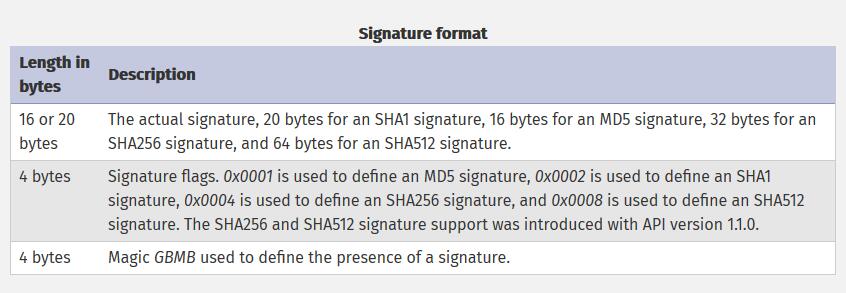 Signature format
Length in
bytes
Description
16 or 20
bytes
The actual signature, 20 bytes for an SHA1 signature, 16 bytes for an MD5 signature, 32 bytes for an
SHA256 signature, and 64 bytes for an SHA512 signature.
4 bytes
Signature flags. 0x0001 is used to define an MD5 signature, 0x0002 is used to define an SHA1
signature, 0x0004 is used to define an SHA256 signature, and 0x0008 is used to define an SHA512
signature. The SHA256 and SHA512 signature support was introduced with API version 1.1.0.
4 bytes
Magic GBMB used to define the presence of a signature.